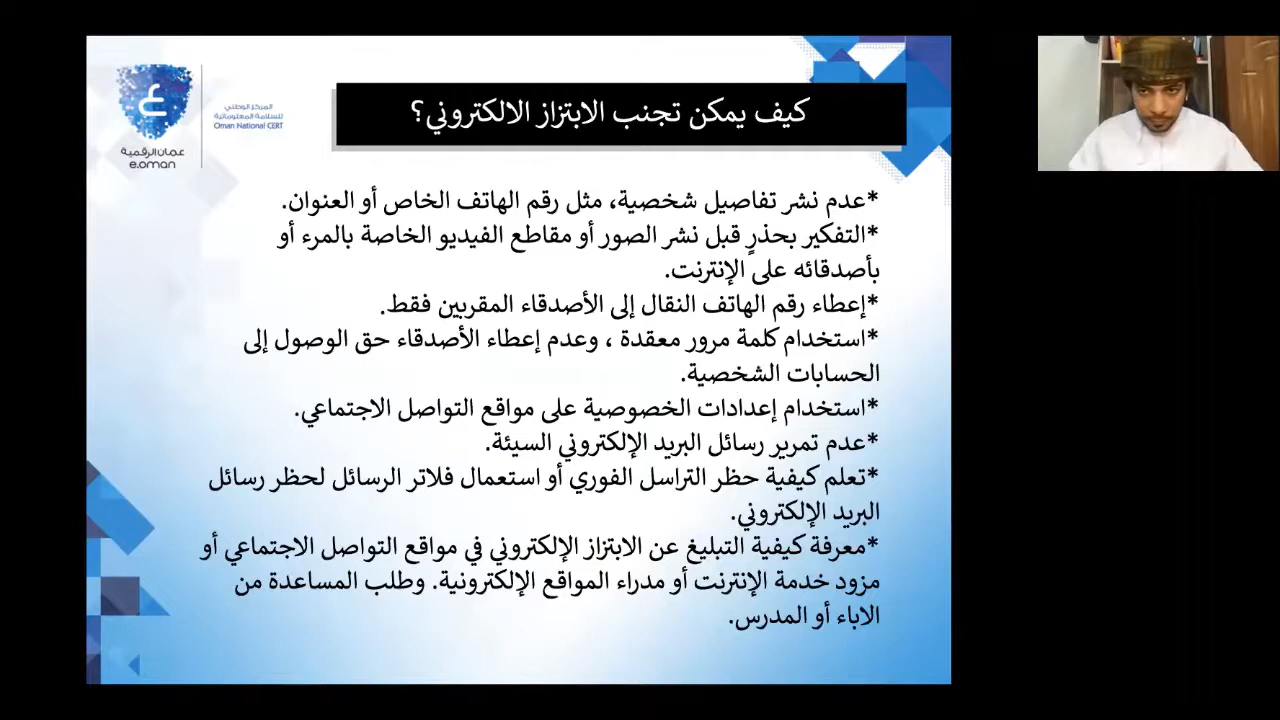 المركز الوطني
للسلامة المعلوماتية
Oman National CERT
عمان الرقمية
e.oman
كيف يمكن تجنب الابتزاز الالكتروني؟
*عدم نشر تفاصيل شخصية، مثل رقم الهاتف الخاص أو العنوان.
*التفكير بحذرٍ قبل نشر الصور أو مقاطع الفيديو الخاصة بالمرء أو
بأصدقائه على الإنترنت.
*إعطاء رقم الهاتف النقال إلى الأصدقاء المقربين فقط.
*استخدام كلمة مرور معقدة ، وعدم إعطاء الأصدقاء حق الوصول إلى
الحسابات الشخصية.
*استخدام إعدادات الخصوصية على مواقع التواصل الاجتماعي.
*عدم تمرير رسائل البريد الإلكتروني السيئة.
*تعلم كيفية حظر التراسل الفوري أو استعمال فلاتر الرسائل لحظر رسائل
البريد الإلكتروني.
*معرفة كيفية التبليغ عن الابتزاز الإلكتروني في مواقع التواصل الاجتماعي أو
مزود خدمة الإنترنت أو مدراء المواقع الإلكترونية. وطلب المساعدة من
الاباء أو المدرس.